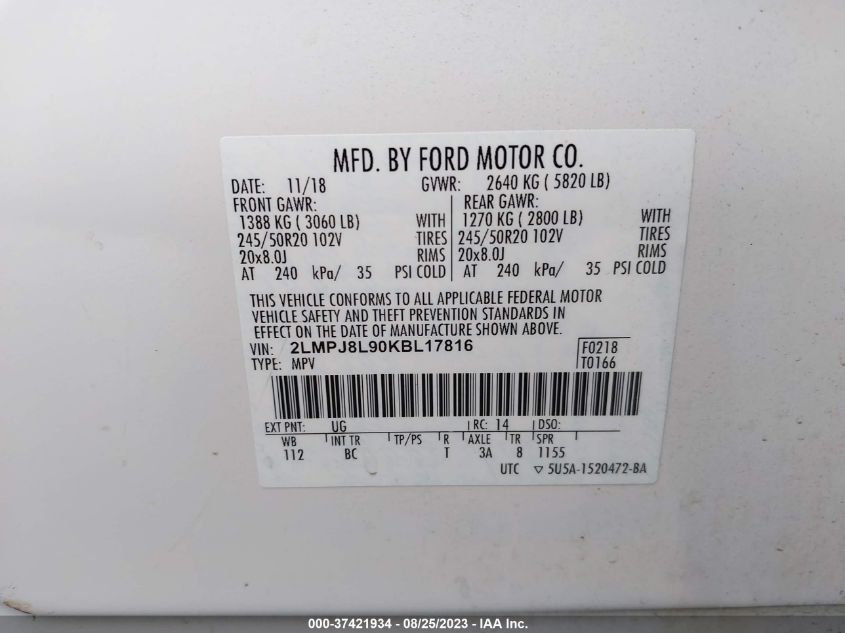 MFD. BY FORD MOTOR CO.
DATE: 11/18 GVWR: 2640 KG ( 5820 LB)
FRONT GAWR: REAR GAWR:
1388 KG ( 3060 LB) WITH 1270 KG ( 2800 LB) WITH
245/50R20 102V TIRES 245/50R20 102V TIRES
20x8.0J RIMS 20x8.0J RIMS
AT 240 kPa/ 35 PSI COLD AT 240 kPa/ 35 PSI COLD
THIS VEHICLE CONFORMS TO ALL APPLICABLE FEDERAL MOTOR
VEHICLE SAFETY AND THEFT PREVENTION STANDARDS IN
EFFECT ON THE DATE OF MANUFACTURE SHOWN ABOVE.
VIN: 2LMPJ8L90KBL17816 F0218
TYPE: MPV T0166
EXT PNT: UG RC: 14 DSO:
WB INT TR TP/PS R AXLE TR SPR
112 BC T 3A 8 1155
UTC ▽ 5U5A-1520472-BA
000-37421934 - 08/25/2023 - IAA Inc.